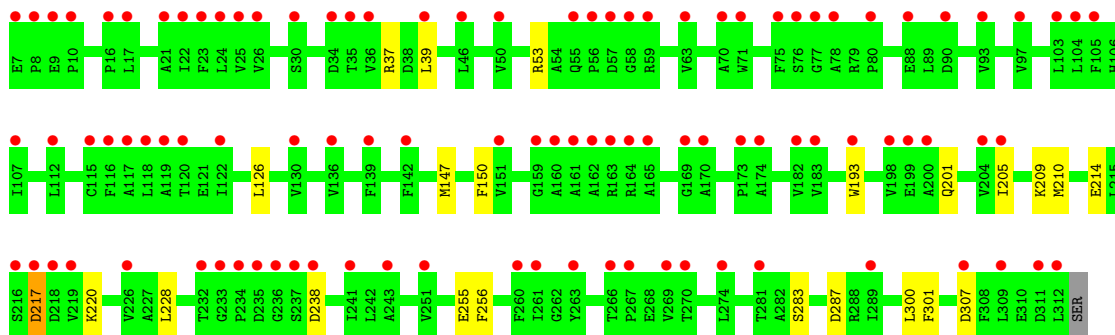 E7 P8 E9 P10 P16 L17 A21 I22 F23 L24 V25 V26 S30 D34 T35 V36 R37 D38 L39 L46 V50 R53 A54 Q55 P56 D57 G58 R59 V63 A70 W71 F75 S76 G77 A78 R79 P80 E88 L89 D90 V93 V97 L103 L104 F105 H106
I107 L112 C115 F116 A117 L118 A119 T120 E121 I122 L126 V130 V136 F139 F142 M147 F150 V151 G159 A160 A161 A162 R163 R164 A165 G169 A170 P173 A174 V182 V183 W193 V198 E199 A200 Q201 V204 I205 K209 M210 E214 L215
S216 D217 D218 V219 K220 V226 A227 L228 T232 G233 P234 D235 G236 S237 D238 I241 L242 A243 V251 E255 F256 F260 I261 G262 Y263 T266 P267 E268 V269 T270 L274 T281 A282 S283 D287 R288 I289 L300 F301 D307 F308 L309 E310 D311 L312 SER